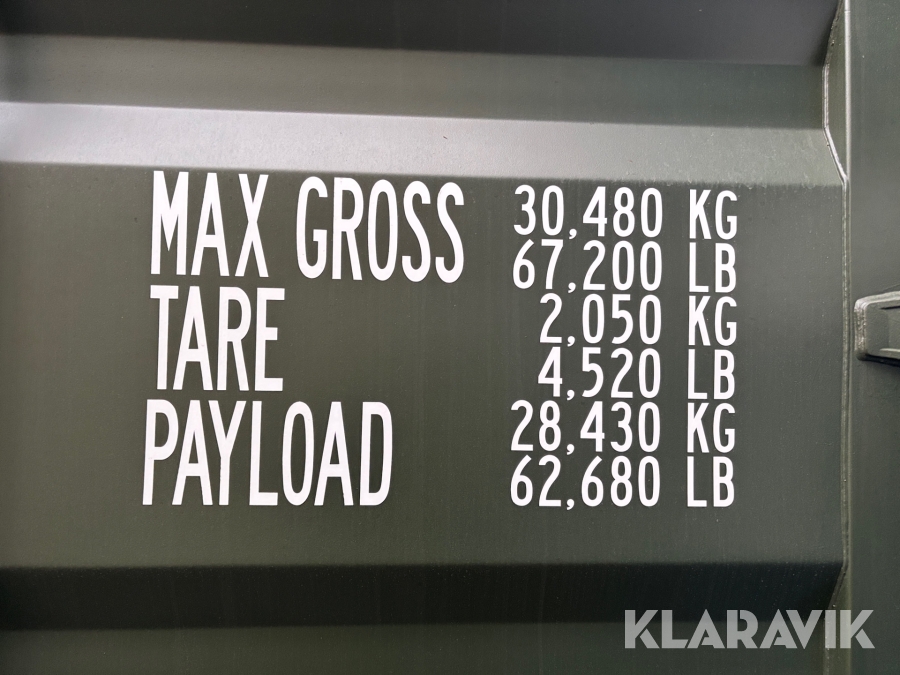 MAX GROSS 30,480 KG
67,200 LB
TARE 2,050 KG
4,520 LB
PAYLOAD 28,430 KG
62,680 LB
KLARAVIK